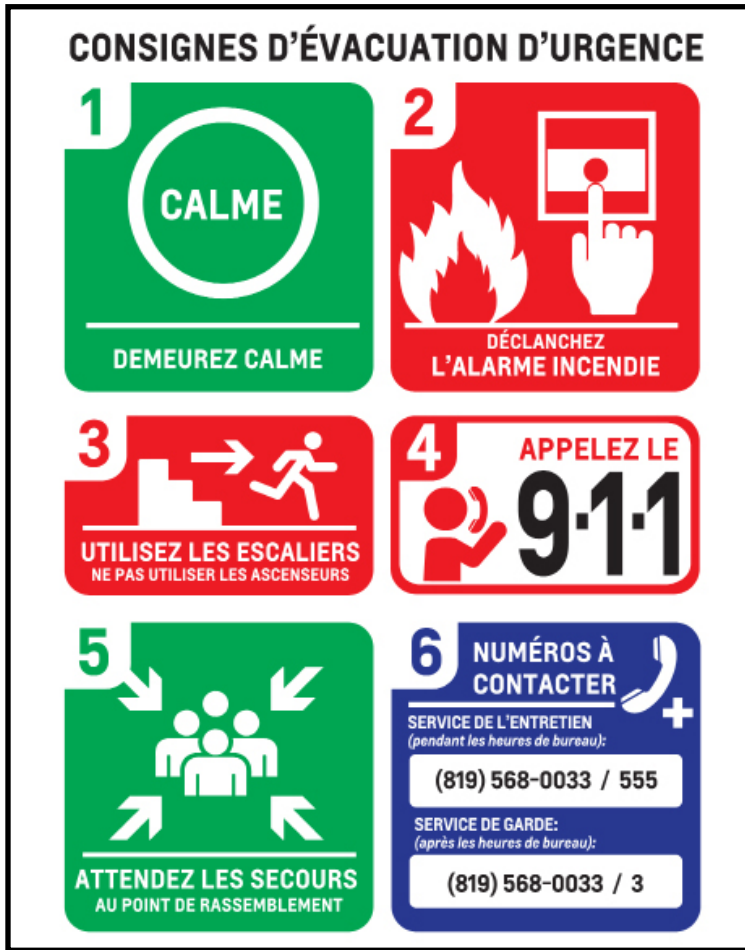 CONSIGNES D'ÉVACUATION D'URGENCE
1
CALME
DEMEUREZ CALME
2
DÉCLANCHEZ
L'ALARME INCENDIE
3
UTILISEZ LES ESCALIERS
NE PAS UTILISER LES ASCENSEURS
4
APPELEZ LE
9·1·1
5
ATTENDEZ LES SECOURS
AU POINT DE RASSEMBLEMENT
6
NUMÉROS À
CONTACTER
SERVICE DE L'ENTRETIEN
(pendant les heures de bureau):
(819) 568-0033 / 555
SERVICE DE GARDE:
(après les heures de bureau):
(819) 568-0033 / 3